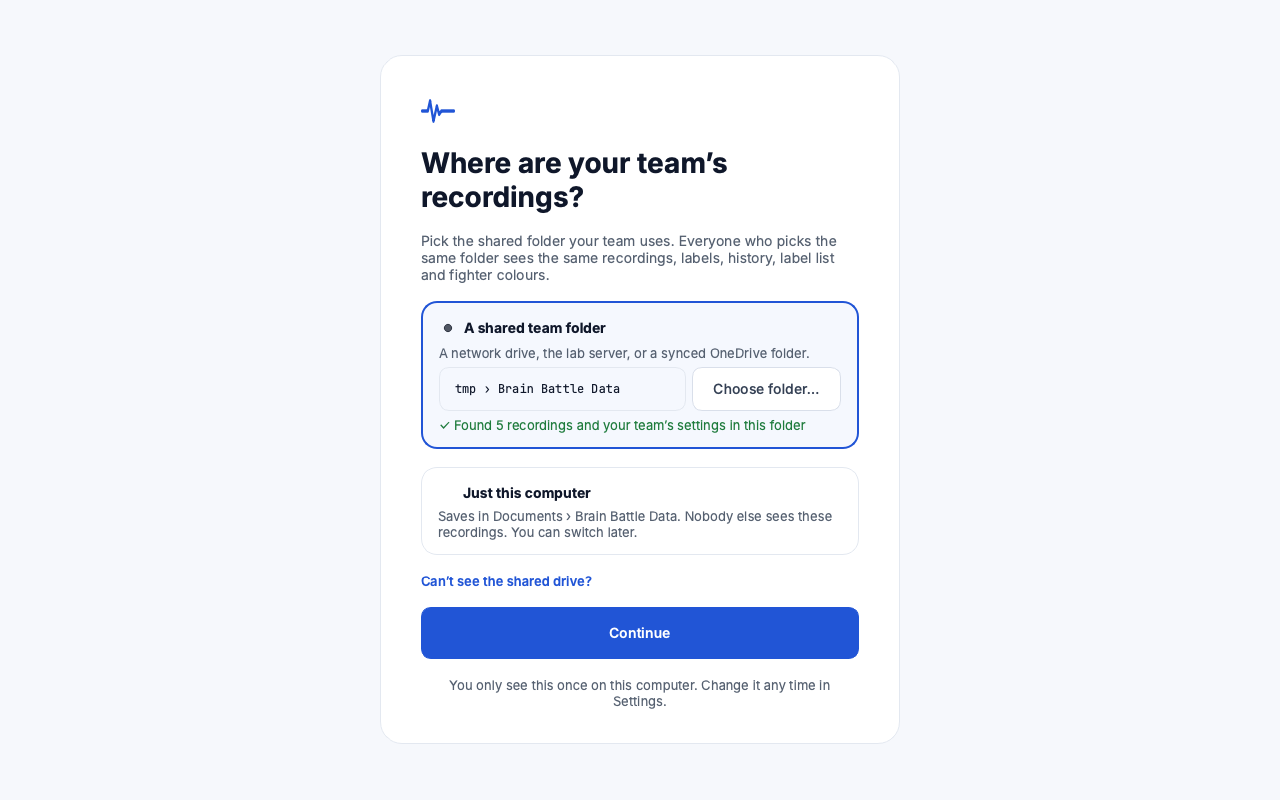 Where are your team’s
recordings?
Pick the shared folder your team uses. Everyone who picks the
same folder sees the same recordings, labels, history, label list
and fighter colours.
A shared team folder
A network drive, the lab server, or a synced OneDrive folder.
tmp › Brain Battle Data
Choose folder…
✓ Found 5 recordings and your team’s settings in this folder
Just this computer
Saves in Documents › Brain Battle Data. Nobody else sees these
recordings. You can switch later.
Can’t see the shared drive?
Continue
You only see this once on this computer. Change it any time in
Settings.